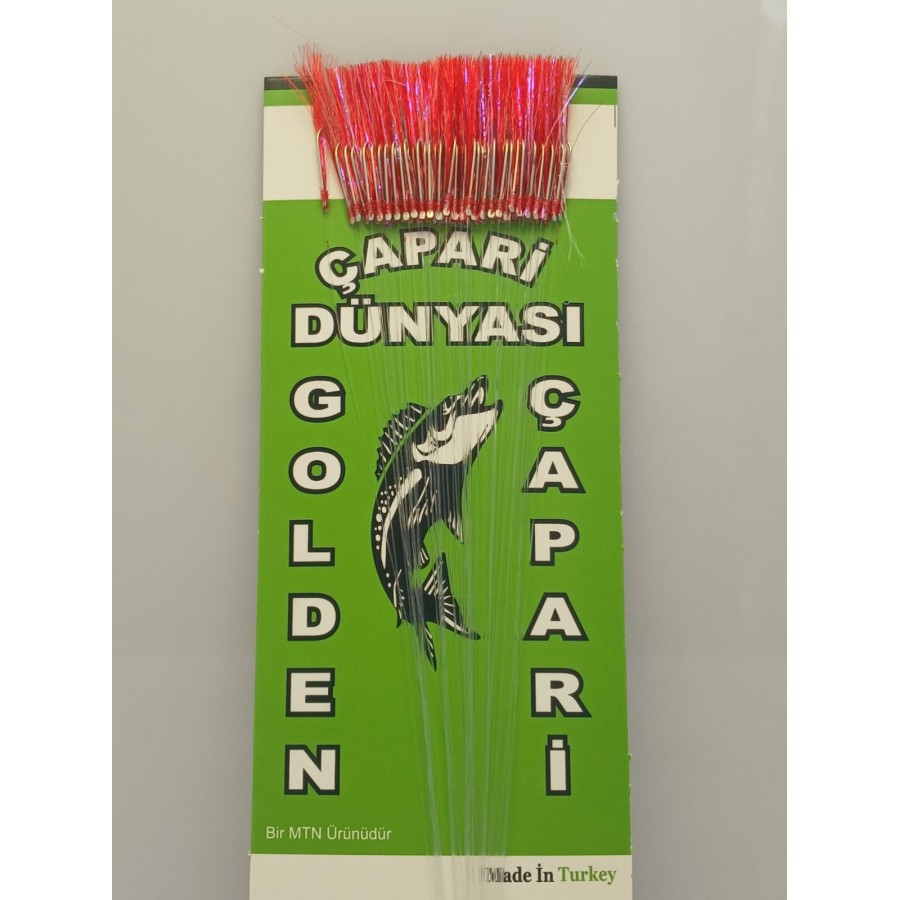 ÇAPARİ
DÜNYASI
GOLDEN
ÇAPARİ
Bir MTN Ürünüdür
Made İn Turkey